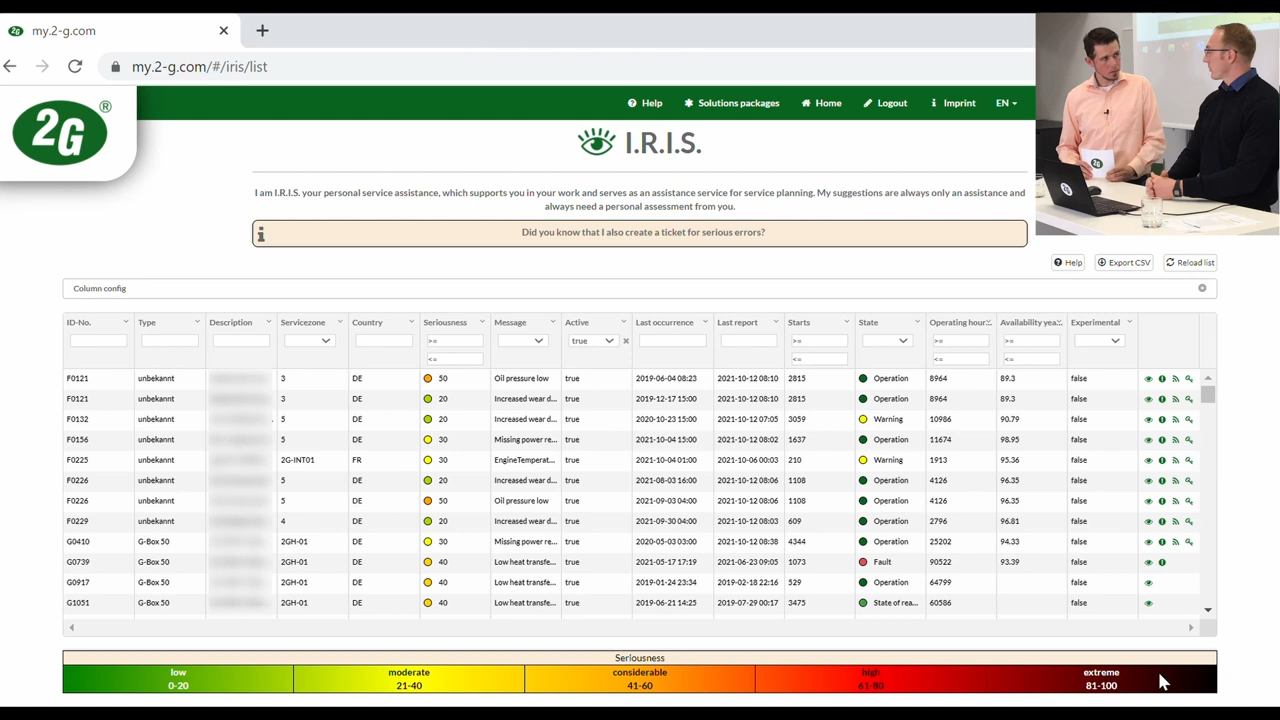 my.2-g.com
my.2-g.com/#/iris/list
2G ®
Help Solutions packages Home Logout Imprint EN
I.R.I.S.
I am I.R.I.S. your personal service assistance, which supports you in your work and serves as an assistance service for service planning. My suggestions are always only an assistance and
always need a personal assessment from you.
Did you know that I also create a ticket for serious errors?
Help Export CSV Reload list
Column config
ID-No. Type Description Servicezone Country Seriousness Message Active Last occurrence Last report Starts State Operating hour... Availability yea... Experimental
>= true >= >= >=
<= <= <= <=
F0121 unbekannt 3 DE 50 Oil pressure low true 2019-06-04 08:23 2021-10-12 08:10 2815 Operation 8964 89.3 false
F0121 unbekannt 3 DE 20 Increased wear d... true 2019-12-17 15:00 2021-10-12 08:10 2815 Operation 8964 89.3 false
F0132 unbekannt 5 DE 20 Increased wear d... true 2020-10-23 15:00 2021-10-12 07:05 3059 Warning 10986 90.79 false
F0156 unbekannt 5 DE 30 Missing power re... true 2021-10-04 15:00 2021-10-12 08:02 1637 Operation 11674 98.95 false
F0225 unbekannt 2G-INT01 FR 30 EngineTemperat... true 2021-10-04 01:00 2021-10-06 00:03 210 Warning 1913 95.36 false
F0226 unbekannt 5 DE 20 Increased wear d... true 2021-08-03 16:00 2021-10-12 08:06 1108 Operation 4126 96.35 false
F0226 unbekannt 5 DE 50 Oil pressure low true 2021-09-03 04:00 2021-10-12 08:06 1108 Operation 4126 96.35 false
F0229 unbekannt 4 DE 20 Increased wear d... true 2021-09-30 04:00 2021-10-12 08:03 609 Operation 2796 96.81 false
G0410 G-Box 50 2GH-01 DE 30 Missing power re... true 2020-05-03 03:00 2021-10-12 08:38 4344 Operation 25202 94.33 false
G0739 G-Box 50 2GH-01 DE 40 Low heat transfe... true 2021-05-17 17:19 2021-06-23 09:05 1073 Fault 90522 93.39 false
G0917 G-Box 50 2GH-01 DE 40 Low heat transfe... true 2019-01-24 23:34 2019-02-18 22:16 529 Operation 64799 false
G1051 G-Box 50 2GH-01 DE 40 Low heat transfe... true 2019-06-21 14:25 2019-07-29 00:17 3475 State of rea... 60586 false
Seriousness
low moderate considerable high extreme
0-20 21-40 41-60 61-80 81-100